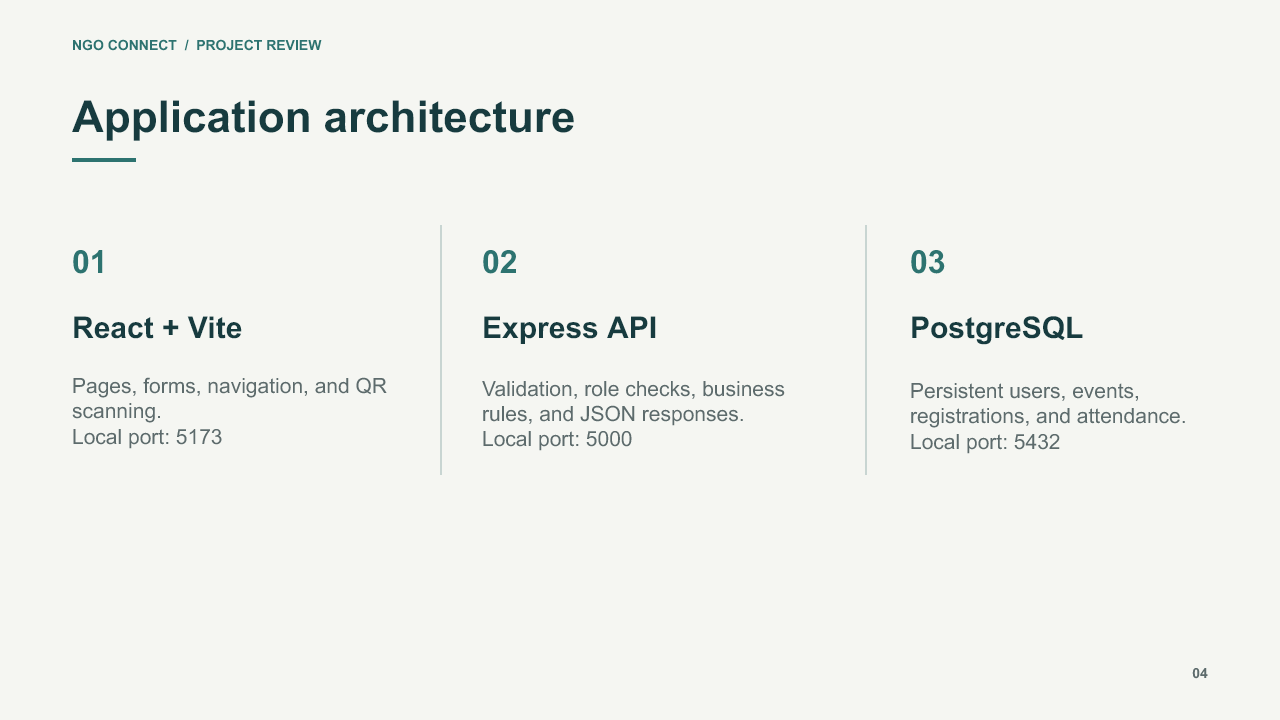 NGO CONNECT / PROJECT REVIEW
Application architecture
01
React + Vite
Pages, forms, navigation, and QR
scanning.
Local port: 5173
02
Express API
Validation, role checks, business
rules, and JSON responses.
Local port: 5000
03
PostgreSQL
Persistent users, events,
registrations, and attendance.
Local port: 5432
04